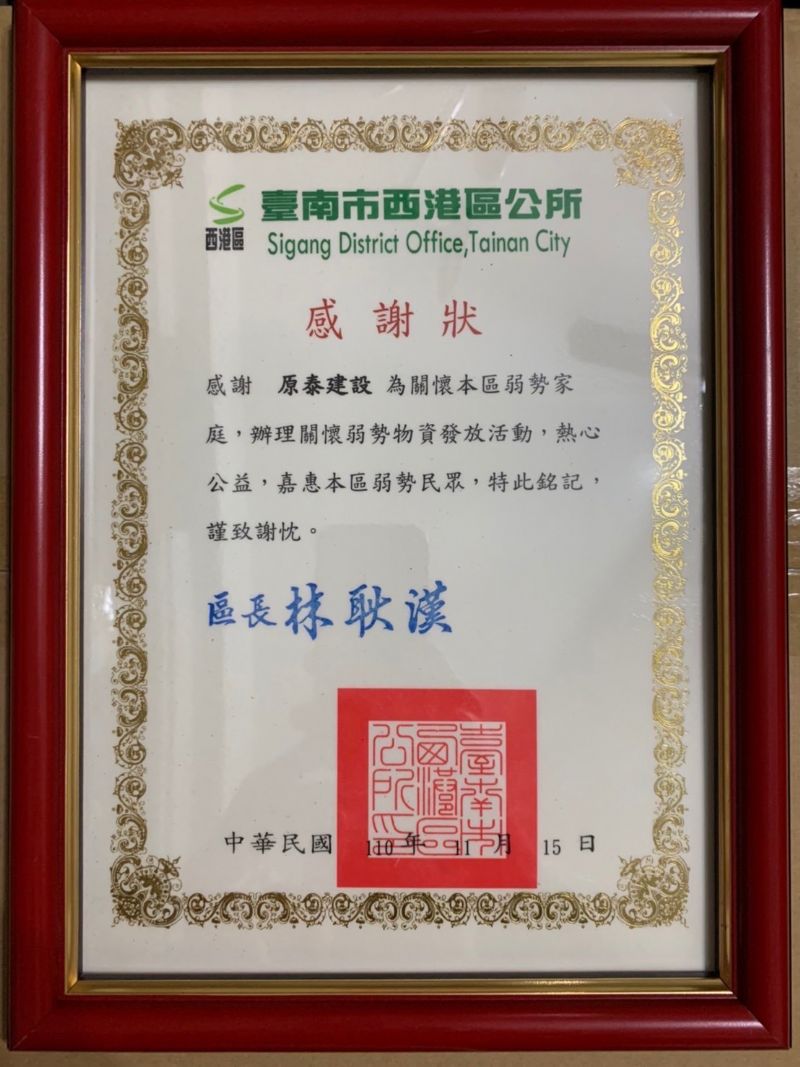 臺南市西港區公所
西港區
Sigang District Office,Tainan City
感謝狀
感謝 原泰建設 為關懷本區弱勢家
庭，辦理關懷弱勢物資發放活動，熱心
公益，嘉惠本區弱勢民眾，特此銘記，
謹致謝忱。
區長林耿漢
臺南市
西港區
公所印
中華民國 110 年 11 月 15 日